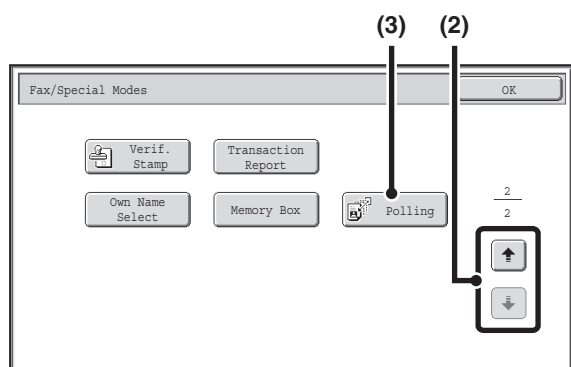 (3) (2)
Fax/Special Modes OK
Verif.
Stamp
Transaction
Report
Own Name
Select
Memory Box
Polling
2
2